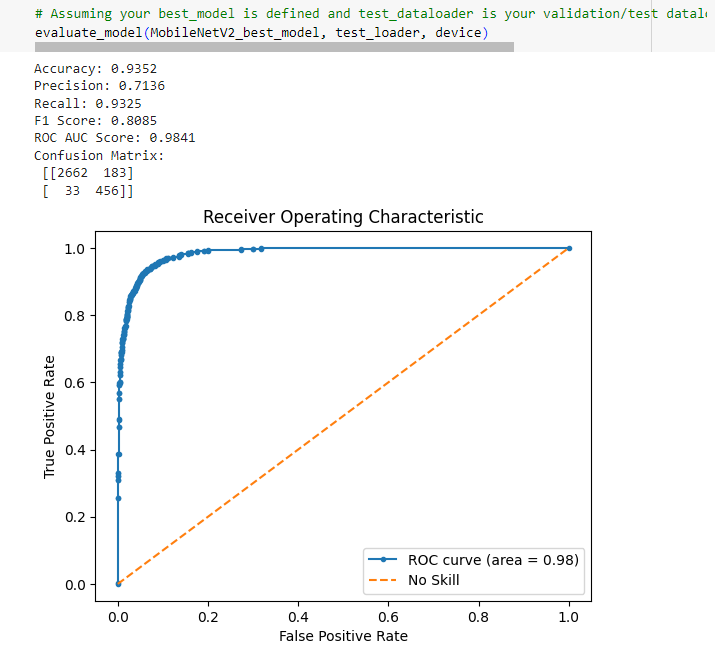 # Assuming your best_model is defined and test_dataloader is your validation/test
evaluate_model(MobileNetV2_best_model, test_loader, device)
Accuracy: 0.9352
Precision: 0.7136
Recall: 0.9325
F1 Score: 0.8085
ROC AUC Score: 0.9841
Confusion Matrix:
[[2662 183]
[ 33 456]]
Receiver Operating Characteristic
1.0
0.8
0.6
0.4
0.2
0.0
True Positive Rate
ROC curve (area = 0.98)
No Skill
0.0 0.2 0.4 0.6 0.8 1.0
False Positive Rate